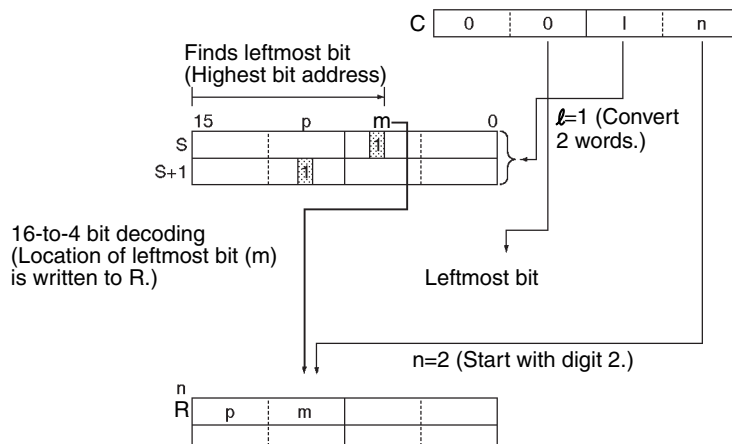 C 0 0 l n
Finds leftmost bit
(Highest bit address)
15 p m 0
ℓ=1 (Convert
2 words.)
S 1
S+1 1
16-to-4 bit decoding
(Location of leftmost bit (m)
is written to R.)
Leftmost bit
n=2 (Start with digit 2.)
n
R p m